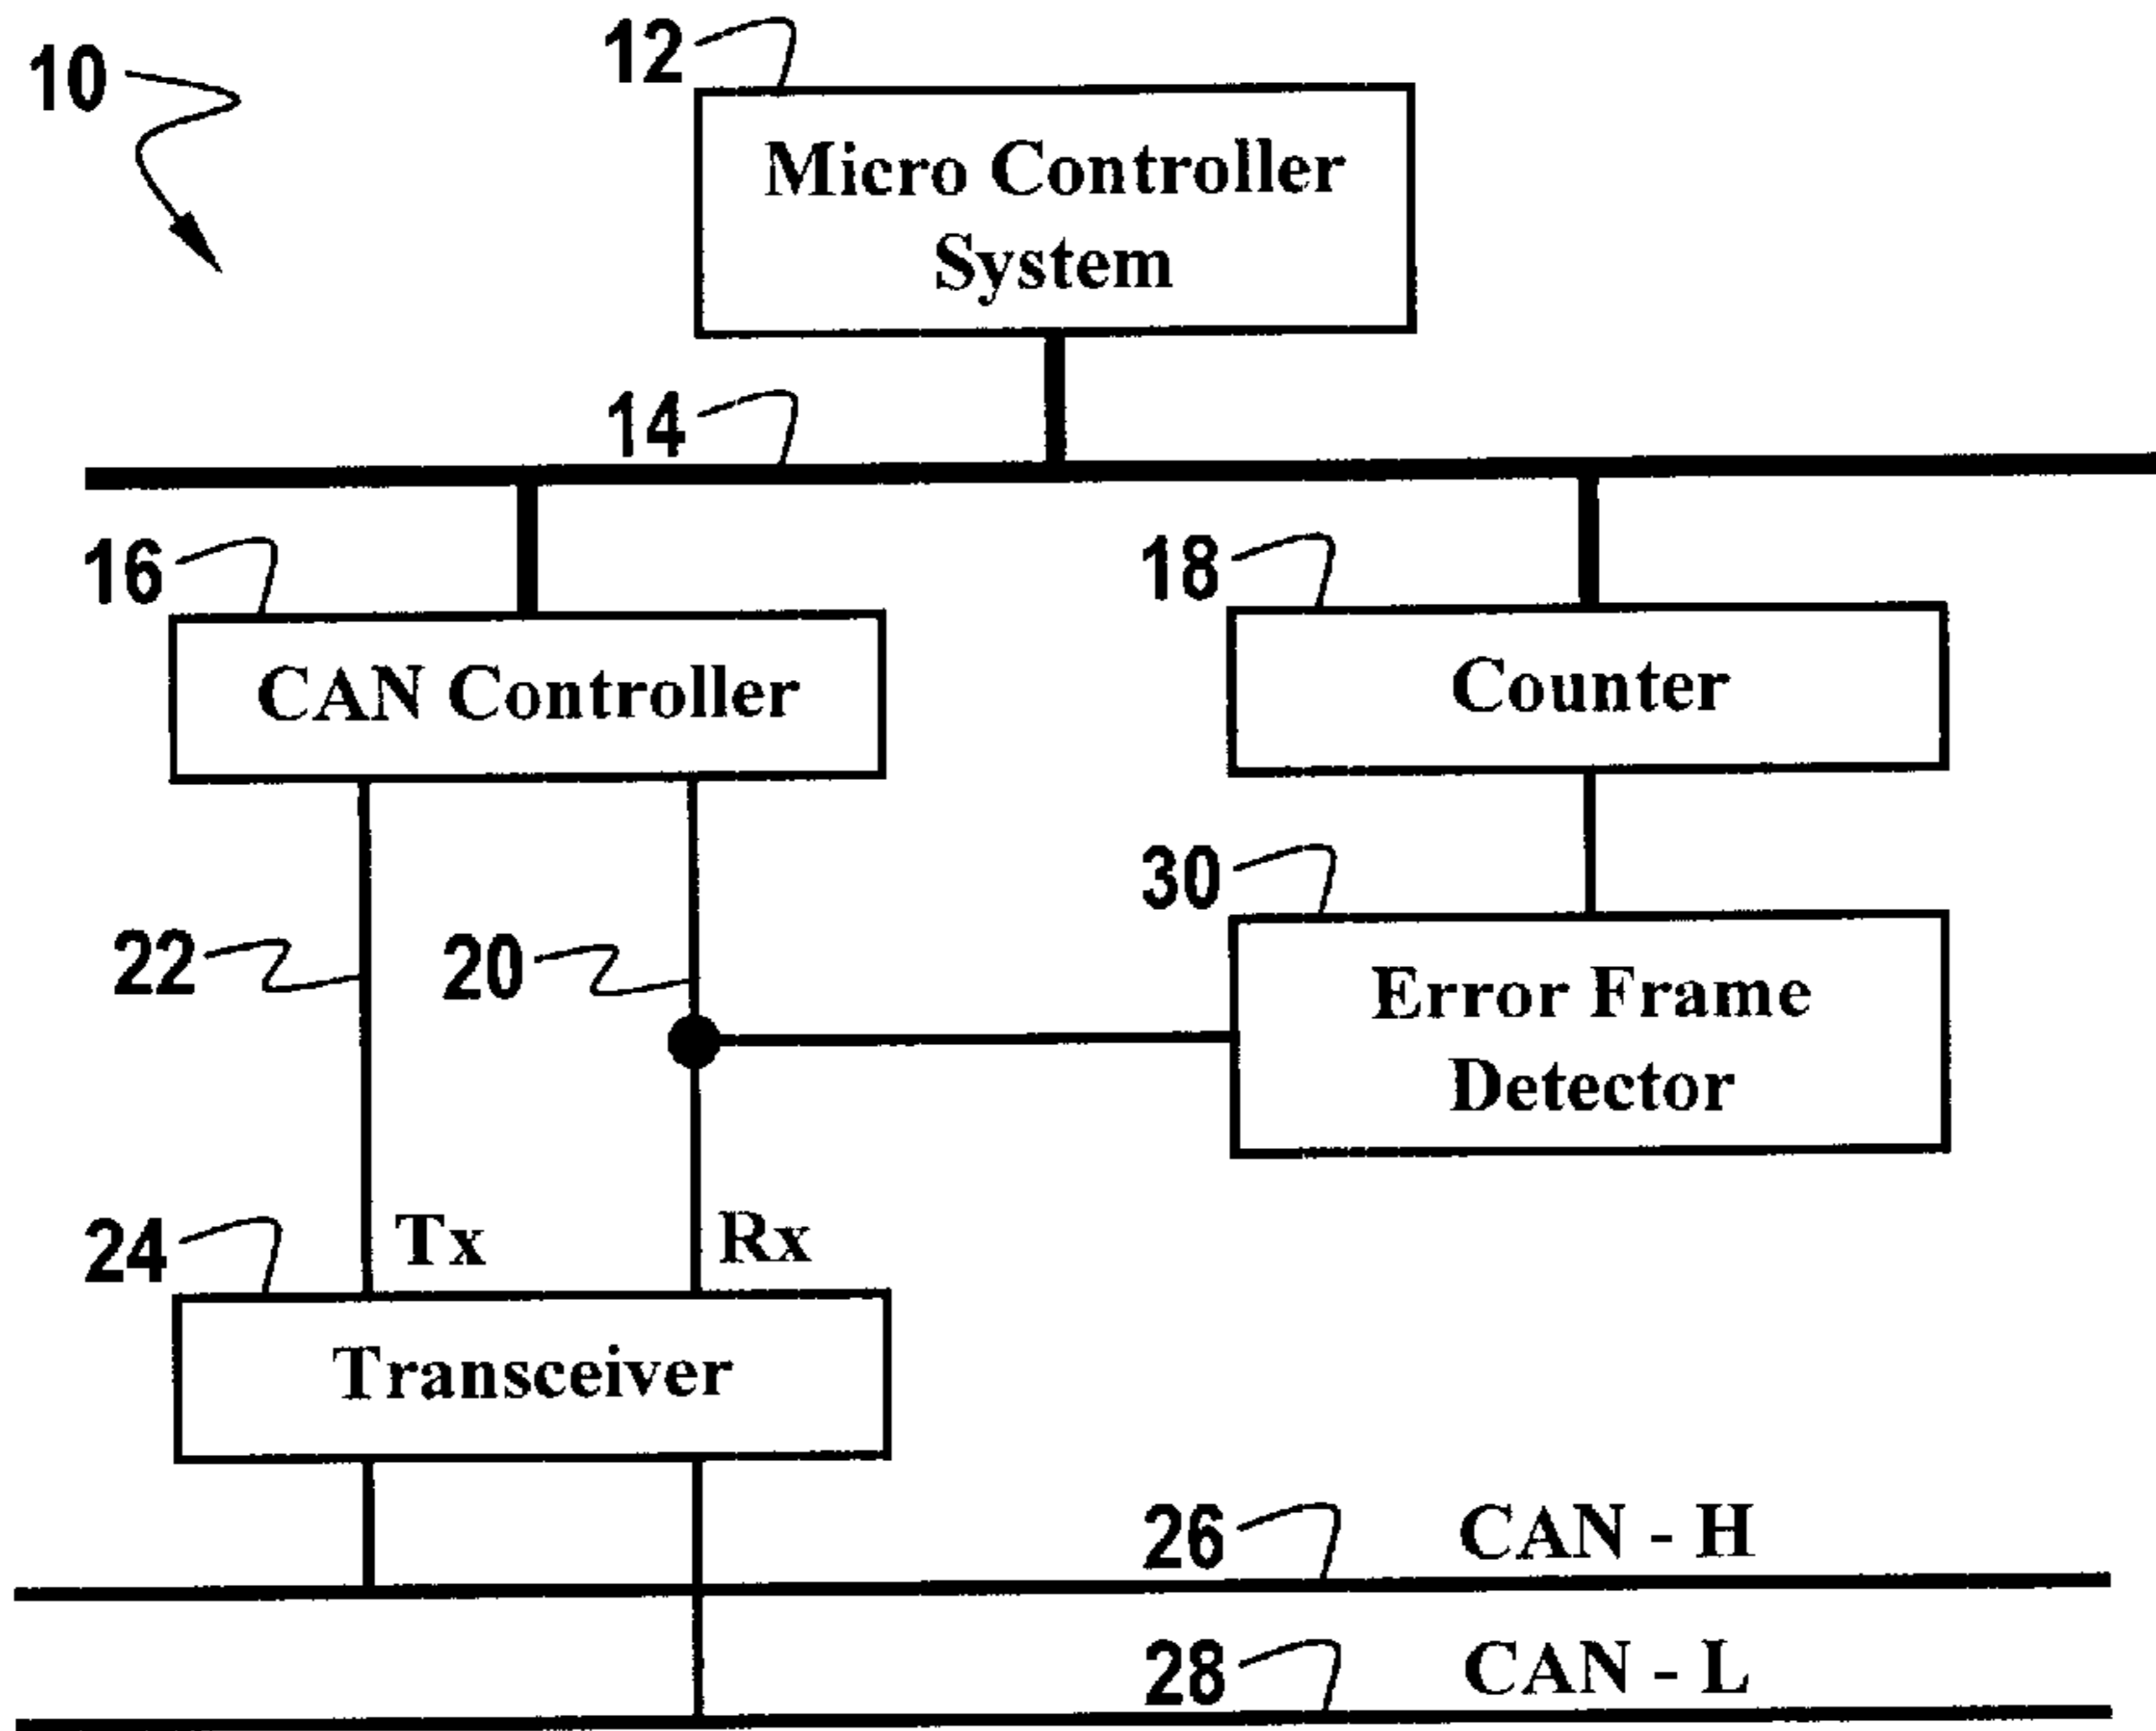 10
12
Micro Controller
System
14
16
CAN Controller
18
Counter
22
20
30
Error Frame
Detector
24
Tx
Rx
Transceiver
26
CAN - H
28
CAN - L